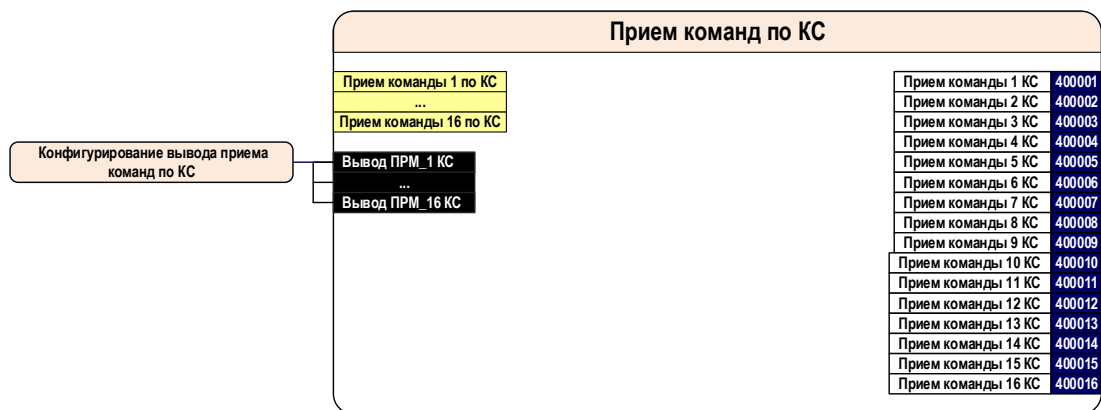 Прием команд по КС
Прием команды 1 по КС
...
Прием команды 16 по КС
Конфигурирование вывода приема
команд по КС
Вывод ПРМ_1 КС
...
Вывод ПРМ_16 КС
Прием команды 1 КС 400001
Прием команды 2 КС 400002
Прием команды 3 КС 400003
Прием команды 4 КС 400004
Прием команды 5 КС 400005
Прием команды 6 КС 400006
Прием команды 7 КС 400007
Прием команды 8 КС 400008
Прием команды 9 КС 400009
Прием команды 10 КС 400010
Прием команды 11 КС 400011
Прием команды 12 КС 400012
Прием команды 13 КС 400013
Прием команды 14 КС 400014
Прием команды 15 КС 400015
Прием команды 16 КС 400016